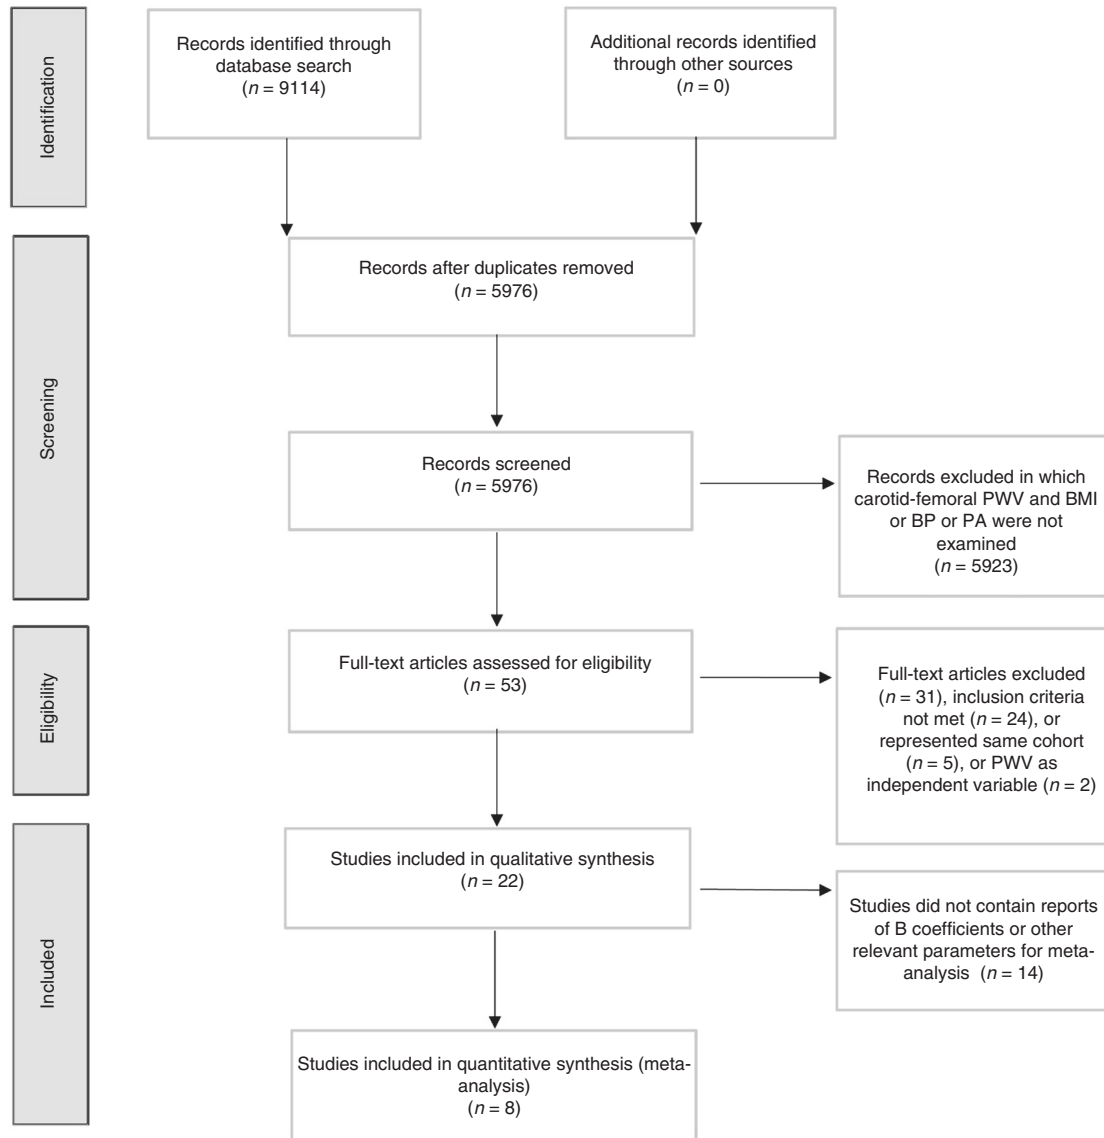 Identification
Records identified through
database search
(n = 9114)
Additional records identified
through other sources
(n = 0)
Screening
Records after duplicates removed
(n = 5976)
Records screened
(n = 5976)
Records excluded in which
carotid-femoral PWV and BMI
or BP or PA were not
examined
(n = 5923)
Eligibility
Full-text articles assessed for eligibility
(n = 53)
Full-text articles excluded
(n = 31), inclusion criteria
not met (n = 24), or
represented same cohort
(n = 5), or PWV as
independent variable (n = 2)
Included
Studies included in qualitative synthesis
(n = 22)
Studies did not contain reports
of B coefficients or other
relevant parameters for meta-
analysis (n = 14)
Studies included in quantitative synthesis (meta-
analysis)
(n = 8)